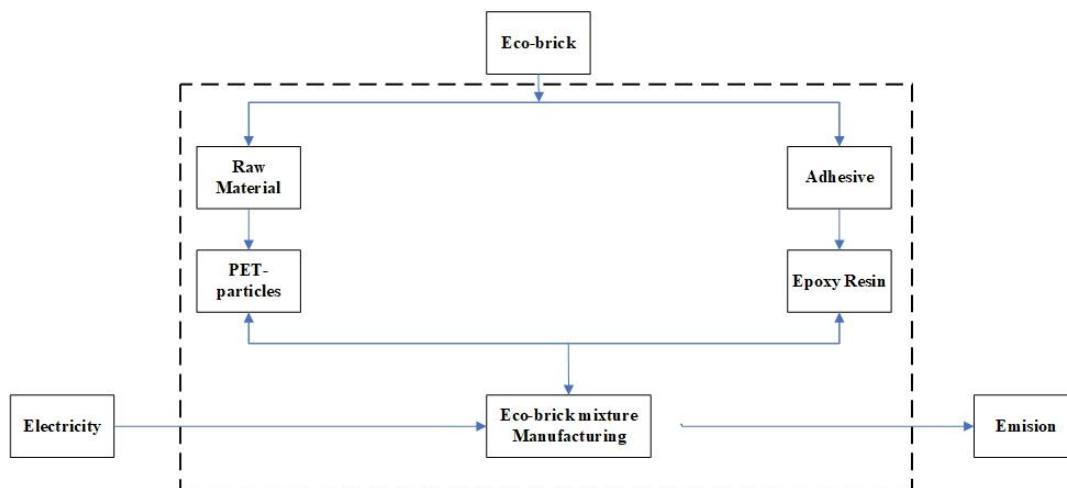 Eco-brick
Raw
Material
Adhesive
PET-
particles
Epoxy Resin
Electricity
Eco-brick mixture
Manufacturing
Emision